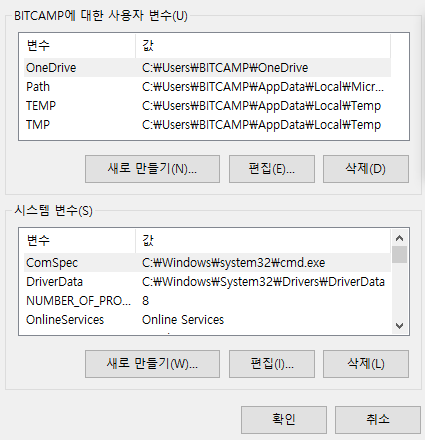 BITCAMP에 대한 사용자 변수(U)
변수 값
OneDrive C:₩Users₩BITCAMP₩OneDrive
Path C:₩Users₩BITCAMP₩AppData₩Local₩Micr...
TEMP C:₩Users₩BITCAMP₩AppData₩Local₩Temp
TMP C:₩Users₩BITCAMP₩AppData₩Local₩Temp
새로 만들기(N)... 편집(E)... 삭제(D)
시스템 변수(S)
변수 값
ComSpec C:₩Windows₩system32₩cmd.exe
DriverData C:₩Windows₩System32₩Drivers₩DriverData
NUMBER_OF_PRO... 8
OnlineServices Online Services
새로 만들기(W)... 편집(I)... 삭제(L)
확인 취소